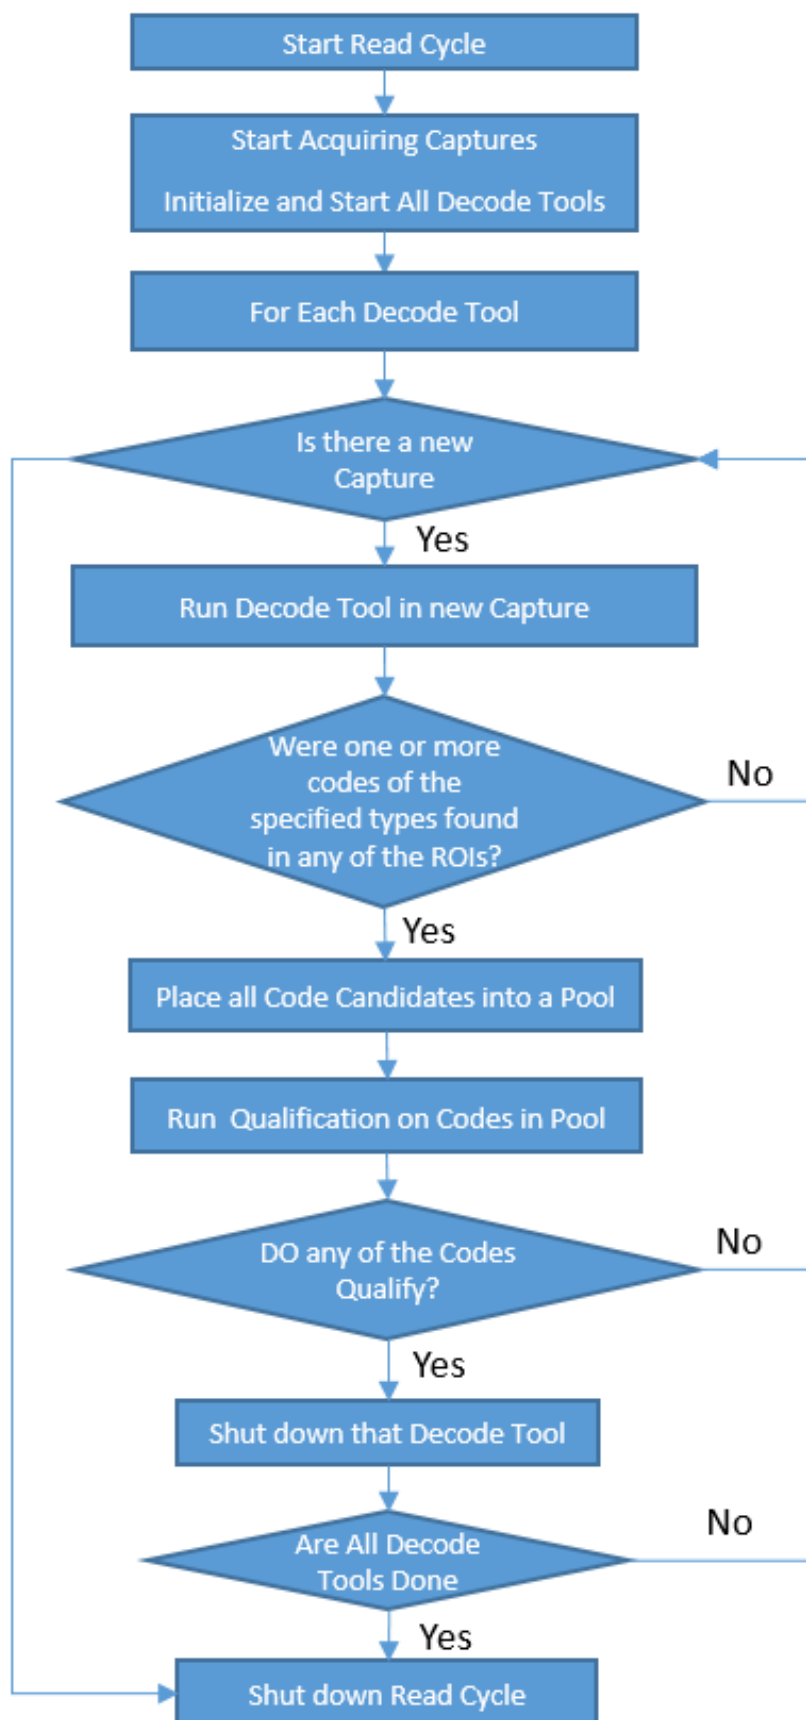 Start Read Cycle
Start Acquiring Captures
Initialize and Start All Decode Tools
For Each Decode Tool
Is there a new
Capture
Yes
Run Decode Tool in new Capture
Were one or more
codes of the
specified types found
in any of the ROIs?
No
Yes
Place all Code Candidates into a Pool
Run Qualification on Codes in Pool
DO any of the Codes
Qualify?
No
Yes
Shut down that Decode Tool
Are All Decode
Tools Done
No
Yes
Shut down Read Cycle